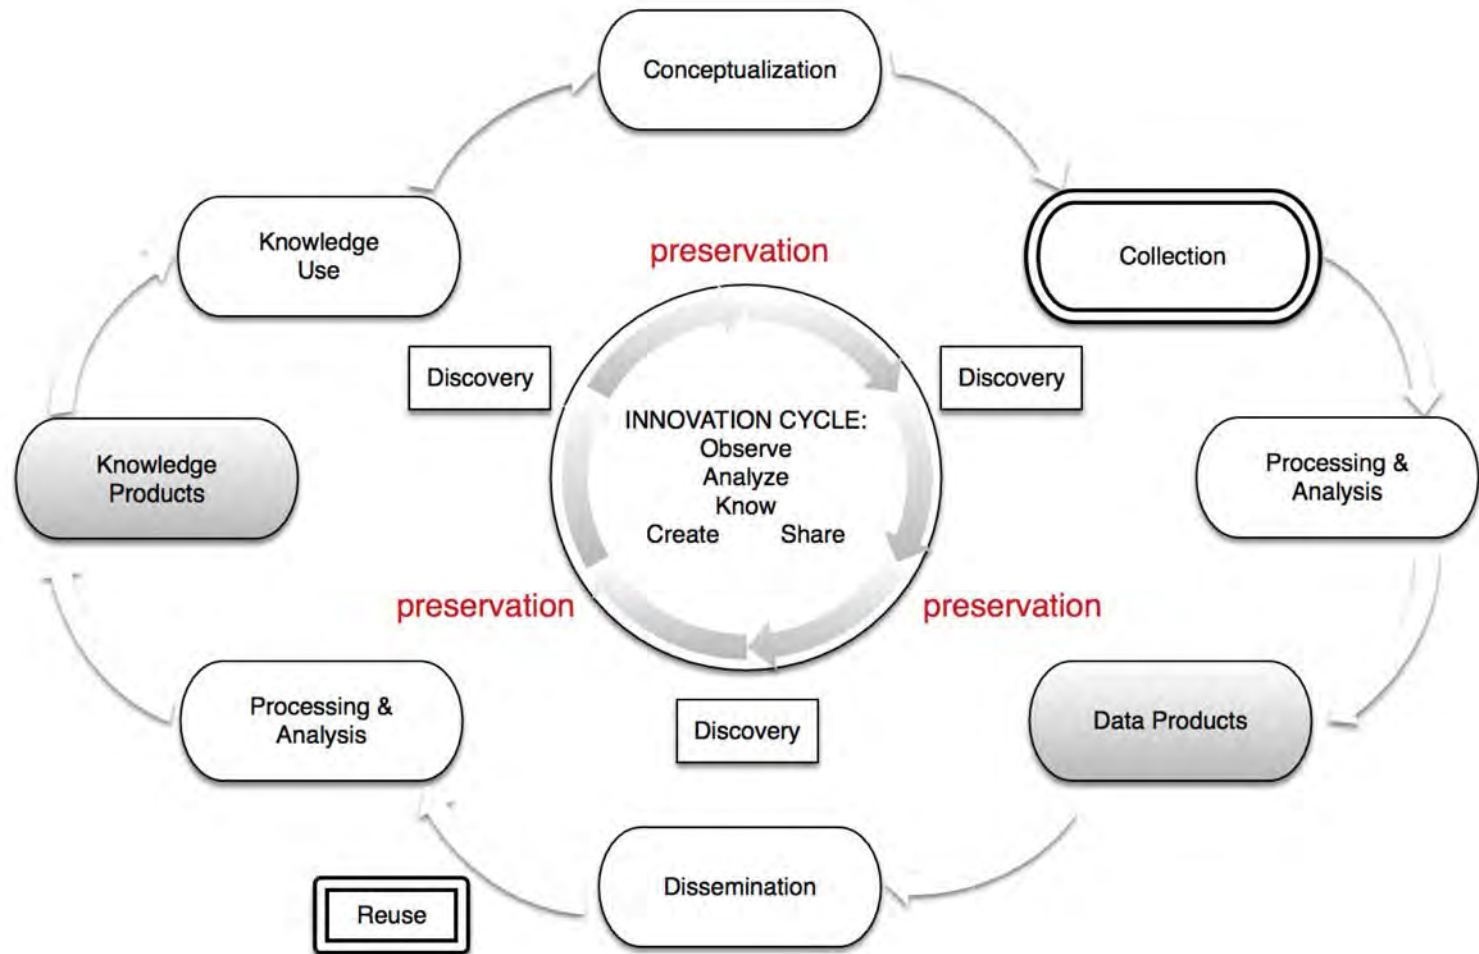 Conceptualization
Knowledge
Use
preservation
Collection
Discovery
Discovery
INNOVATION CYCLE:
Observe
Analyze
Know
Create Share
Knowledge
Products
Processing &
Analysis
preservation
preservation
Processing &
Analysis
Discovery
Data Products
Dissemination
Reuse